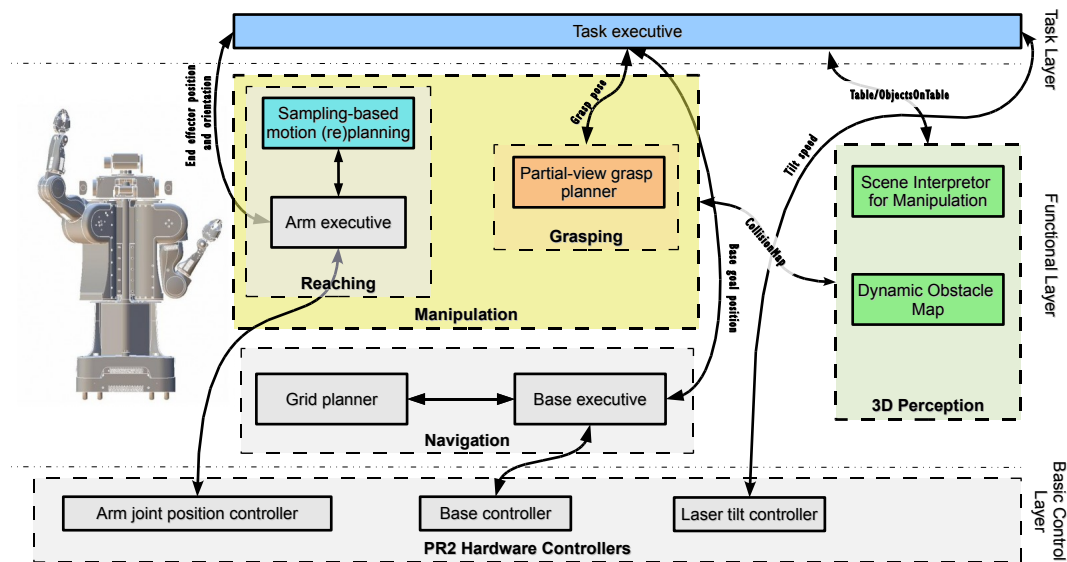 Task executive
Task Layer
End effector position
and orientation
Sampling-based
motion (re)planning
Arm executive
Reaching
Grasp pose
Partial-view grasp
planner
Grasping
Manipulation
Table/ObjectsOnTable
Tilt speed
CollisionMap
Base goal position
Scene Interpretor
for Manipulation
Dynamic Obstacle
Map
3D Perception
Functional Layer
Grid planner
Base executive
Navigation
Arm joint position controller
Base controller
Laser tilt controller
PR2 Hardware Controllers
Basic Control
Layer